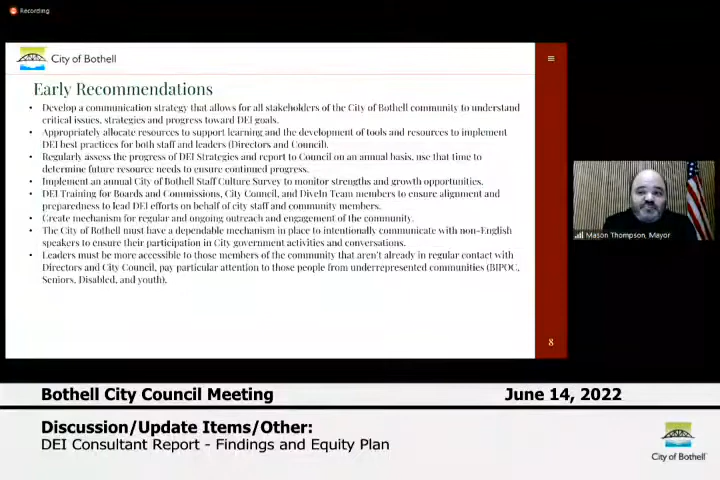 Recording
City of Bothell
Early Recommendations
• Develop a communication strategy that allows for all stakeholders of the City of Bothell community to understand
critical issues, strategies and progress toward DEI goals.
• Appropriately allocate resources to support learning and the development of tools and resources to implement
DEI best practices for both staff and leaders (Directors and Council).
• Regularly assess the progress of DEI Strategies and report to Council on an annual basis, use that time to
determine future resource needs to ensure continued progress.
• Implement an annual City of Bothell Staff Culture Survey to monitor strengths and growth opportunities.
• DEI Training for Boards and Commissions, City Council, and DiveIn Team members to ensure alignment and
preparedness to lead DEI efforts on behalf of city staff and community members.
• Create mechanism for regular and ongoing outreach and engagement of the community.
• The City of Bothell must have a dependable mechanism in place to intentionally communicate with non-English
speakers to ensure their participation in City government activities and conversations.
• Leaders must be more accessible to those members of the community that aren't already in regular contact with
Directors and City Council, pay particular attention to those people from underrepresented communities (BIPOC,
Seniors, Disabled, and youth).
8
Mason Thompson, Mayor
Bothell City Council Meeting June 14, 2022
Discussion/Update Items/Other:
DEI Consultant Report - Findings and Equity Plan
City of Bothell